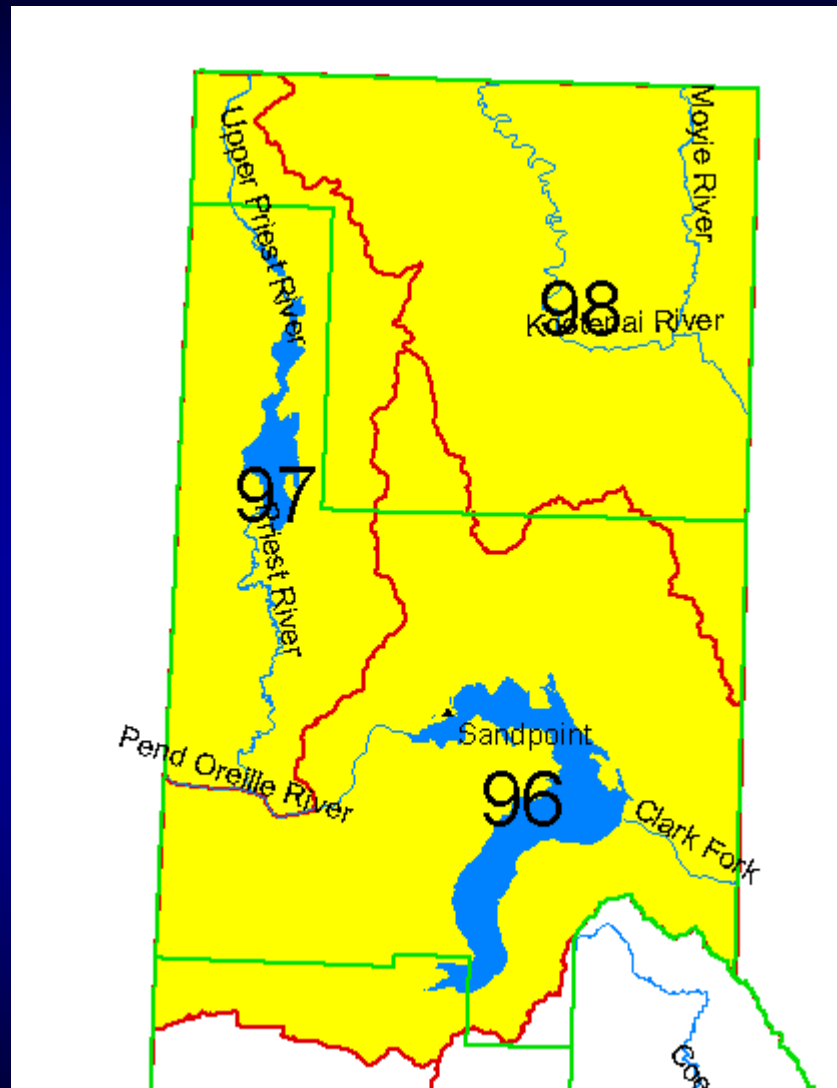 Upper Priest River
Moyie River
98
Kootenai River
97
Priest River
Pend Oreille River
Sandpoint
96
Clark Fork